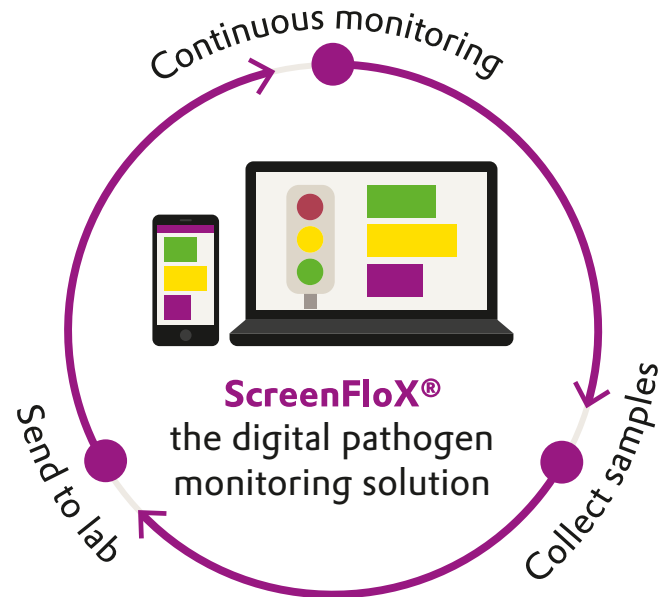 Continuous monitoring
ScreenFloX®
the digital pathogen
monitoring solution
Collect samples
Send to lab